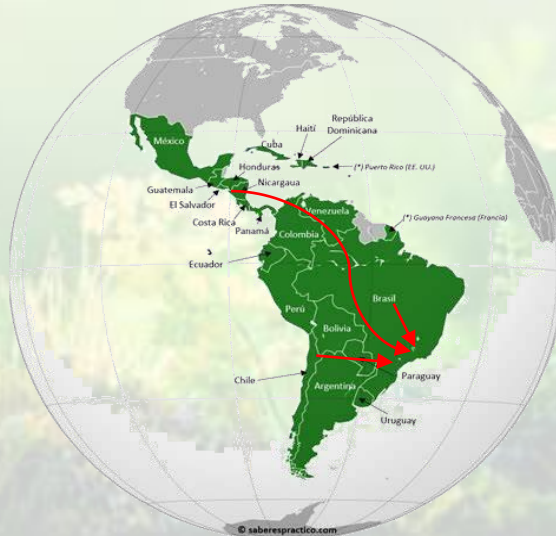 México
Cuba
Haití
República
Dominicana
(*) Puerto Rico (EE. UU.)
Honduras
Guatemala
Nicargaua
El Salvador
Costa Rica
Panamá
Venezuela
(*) Guayana Francesa (Francia)
Colombia
Ecuador
Brasil
Perú
Bolivia
Chile
Paraguay
Argentina
Uruguay
© saberespractico.com